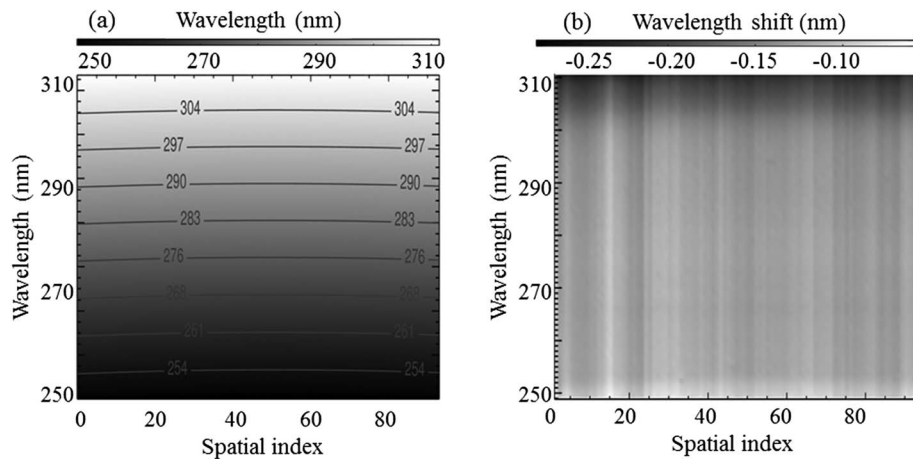 (a) Wavelength (nm)
250 270 290 310
310
290
270
250
Wavelength (nm)
304 304
297 297
290 290
283 283
276 276
268 268
261 261
254 254
0 20 40 60 80
Spatial index
(b) Wavelength shift (nm)
-0.25 -0.20 -0.15 -0.10
310
290
270
250
Wavelength (nm)
0 20 40 60 80
Spatial index